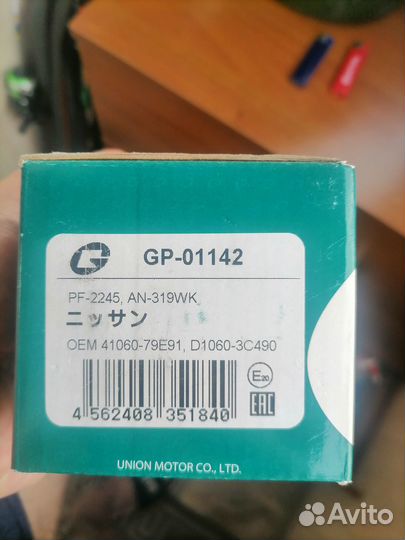 G GP-01142
PF-2245, AN-319WK
ニッサン
OEM 41060-79E91, D1060-3C490
E20
EAC
4 562408 351840
UNION MOTOR CO., LTD.
Avito